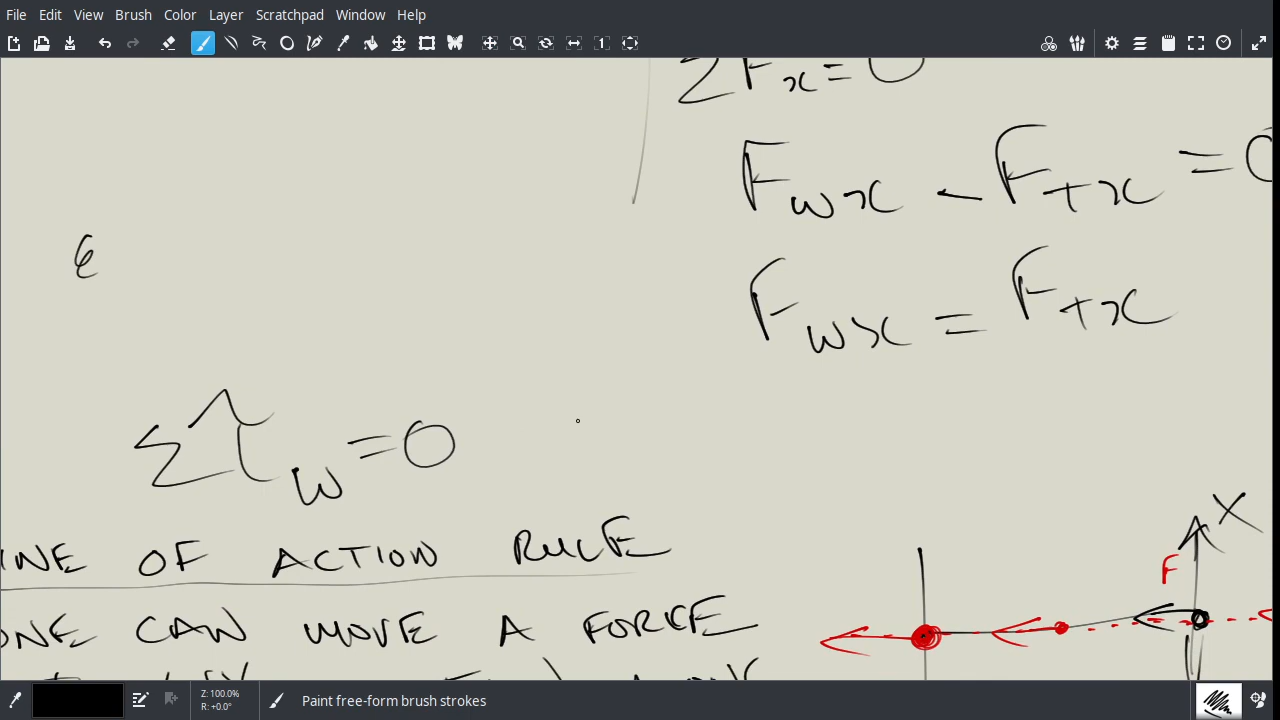 File Edit View Brush Color Layer Scratchpad Window Help
ΣFx=0
Fwx - FTx = 0
Fwx = FTx
Στw = 0
INE OF ACTION RULE
ONE CAN MOVE A FORCE
X
F
Z: 100.0%
R: +0.0°
Paint free-form brush strokes